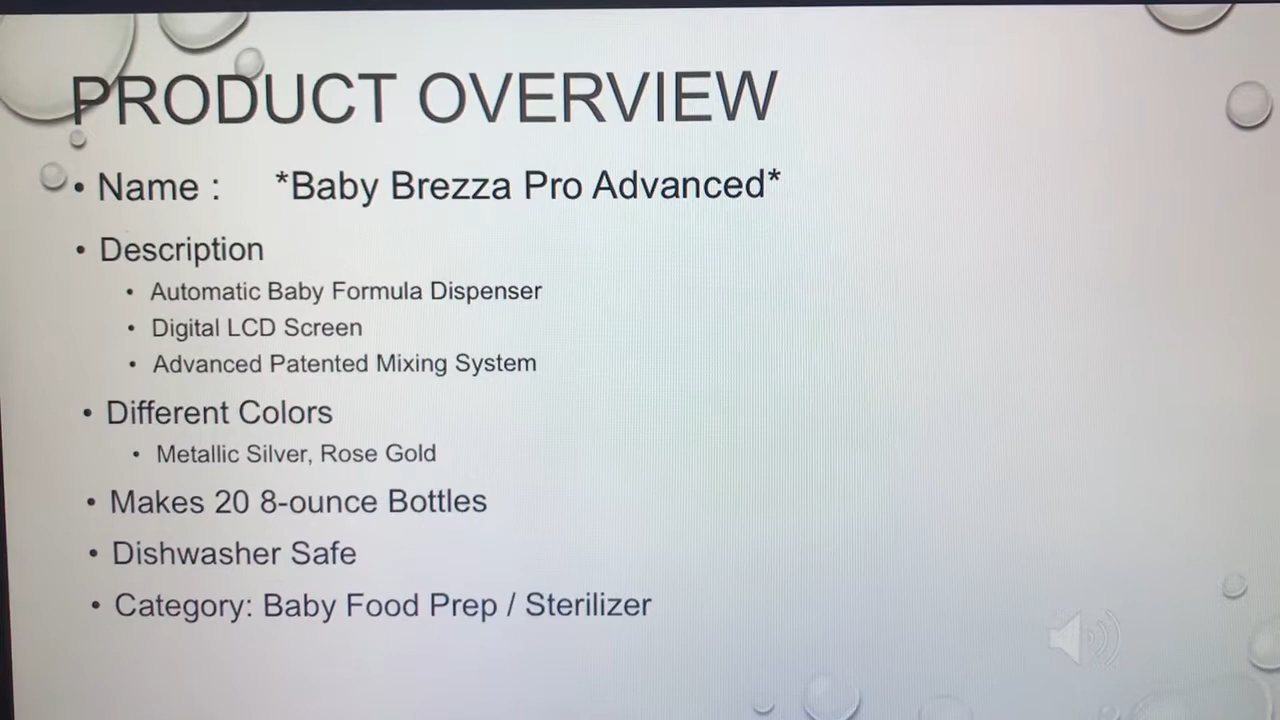 PRODUCT OVERVIEW
• Name : *Baby Brezza Pro Advanced*
• Description
• Automatic Baby Formula Dispenser
• Digital LCD Screen
• Advanced Patented Mixing System
• Different Colors
• Metallic Silver, Rose Gold
• Makes 20 8-ounce Bottles
• Dishwasher Safe
• Category: Baby Food Prep / Sterilizer